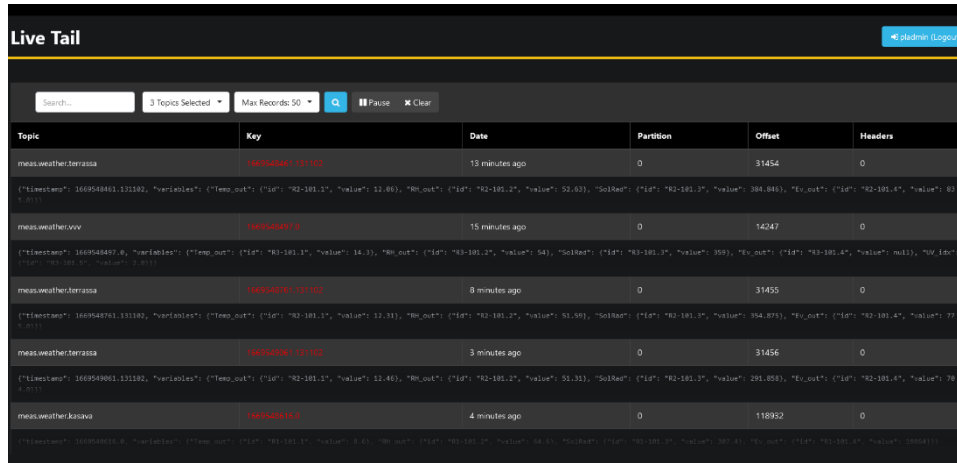 Live Tail
pladmin (Logou
Search...
3 Topics Selected
Max Records: 50
Pause
Clear
Topic Key Date Partition Offset Headers
meas.weather.terrassa 1669548461.131102 13 minutes ago 0 31454 0
{"timestamp": 1669548461.131102, "variables": {"Temp_out": {"id": "R2-101.1", "value": 12.06}, "RH_out": {"id": "R2-101.2", "value": 52.63}, "SolRad": {"id": "R2-101.3", "value": 384.846}, "Ev_out": {"id": "R2-101.4", "value": 83
meas.weather.vvv 1669548497.0 15 minutes ago 0 14247 0
{"timestamp": 1669548497.0, "variables": {"Temp_out": {"id": "R3-101.1", "value": 14.3}, "RH_out": {"id": "R3-101.2", "value": 54}, "SolRad": {"id": "R3-101.3", "value": 359}, "Ev_out": {"id": "R3-101.4", "value": null}, "UV_idx"
meas.weather.terrassa 1669548761.131102 8 minutes ago 0 31455 0
{"timestamp": 1669548761.131102, "variables": {"Temp_out": {"id": "R2-101.1", "value": 12.31}, "RH_out": {"id": "R2-101.2", "value": 51.59}, "SolRad": {"id": "R2-101.3", "value": 354.875}, "Ev_out": {"id": "R2-101.4", "value": 77
meas.weather.terrassa 1669549061.131102 3 minutes ago 0 31456 0
{"timestamp": 1669549061.131102, "variables": {"Temp_out": {"id": "R2-101.1", "value": 12.46}, "RH_out": {"id": "R2-101.2", "value": 51.31}, "SolRad": {"id": "R2-101.3", "value": 291.858}, "Ev_out": {"id": "R2-101.4", "value": 70
meas.weather.kasava 4 minutes ago 0 118932 0